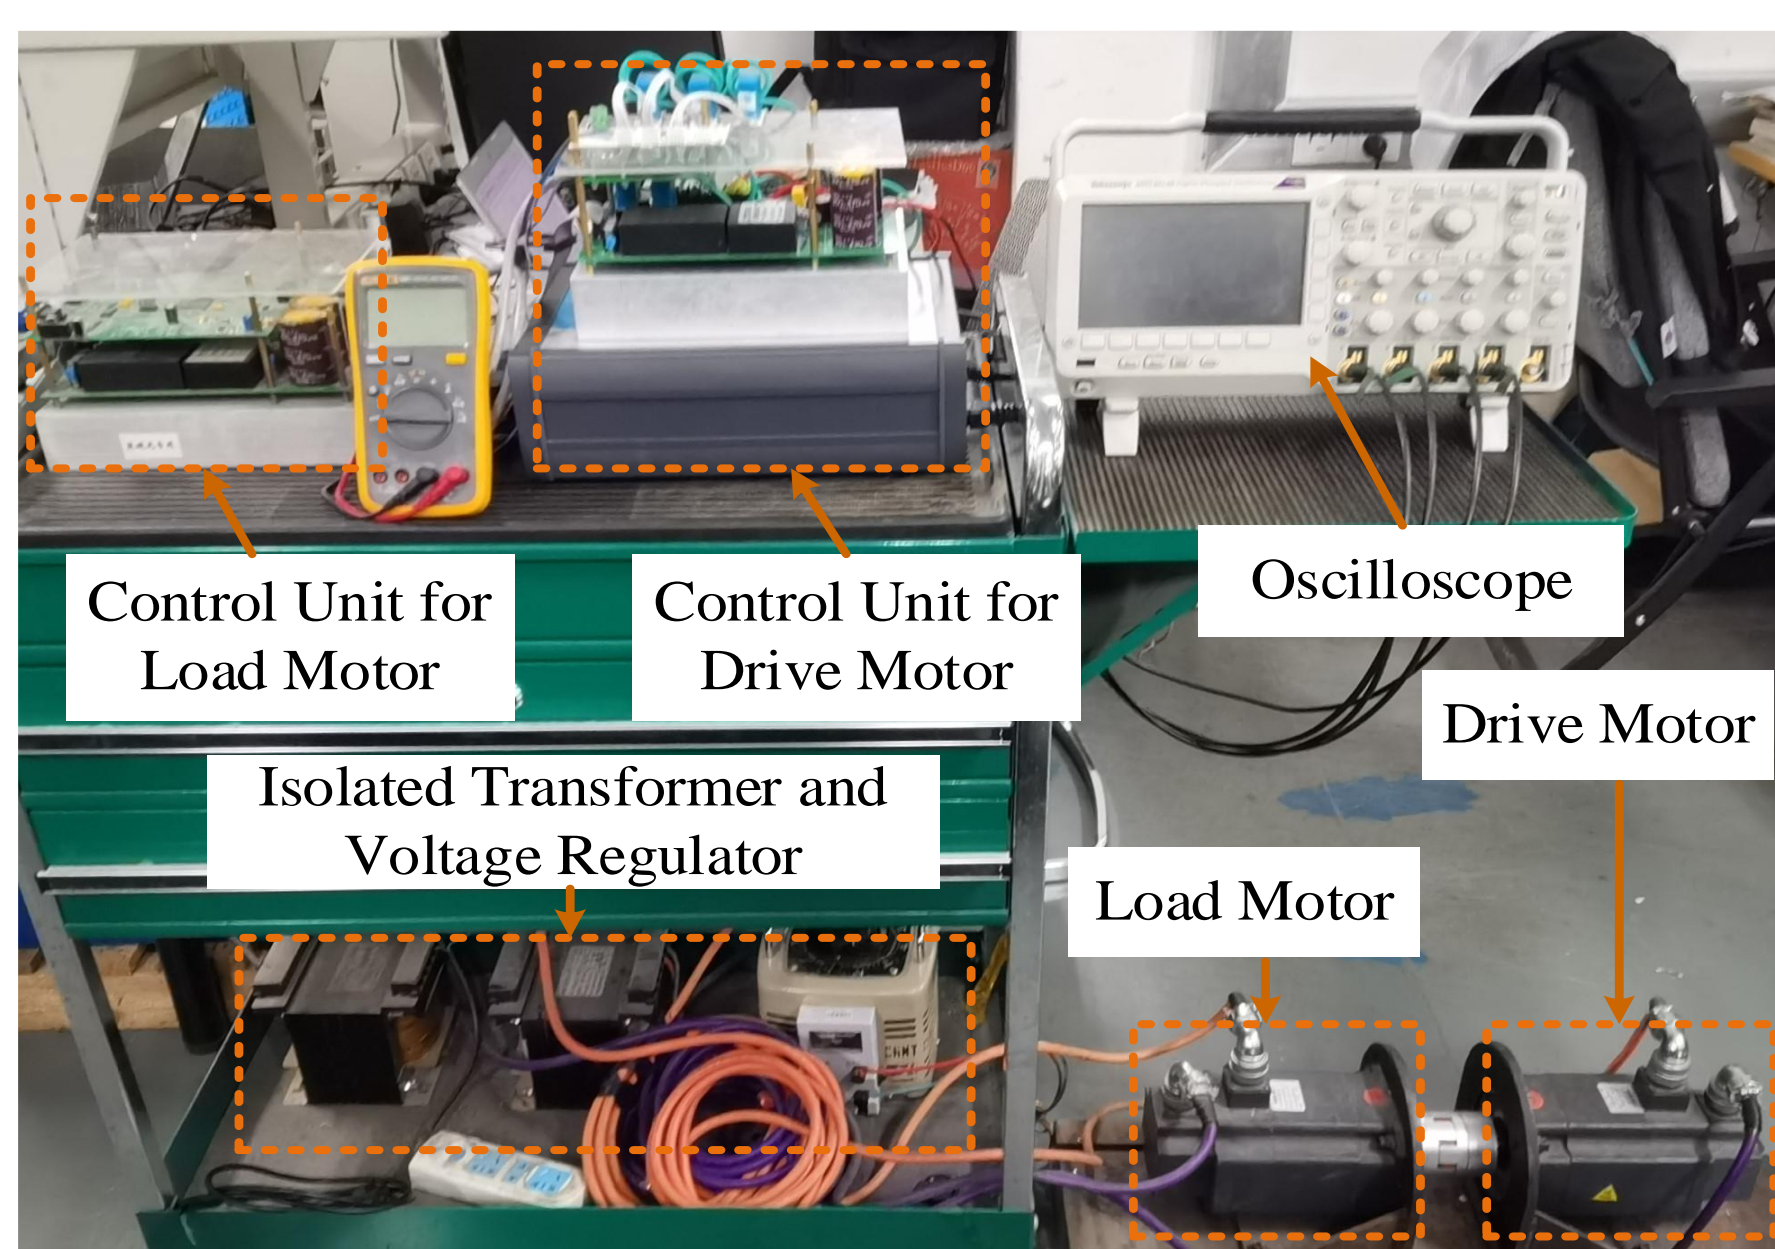 Control Unit for
Load Motor
Control Unit for
Drive Motor
Oscilloscope
Drive Motor
Isolated Transformer and
Voltage Regulator
Load Motor